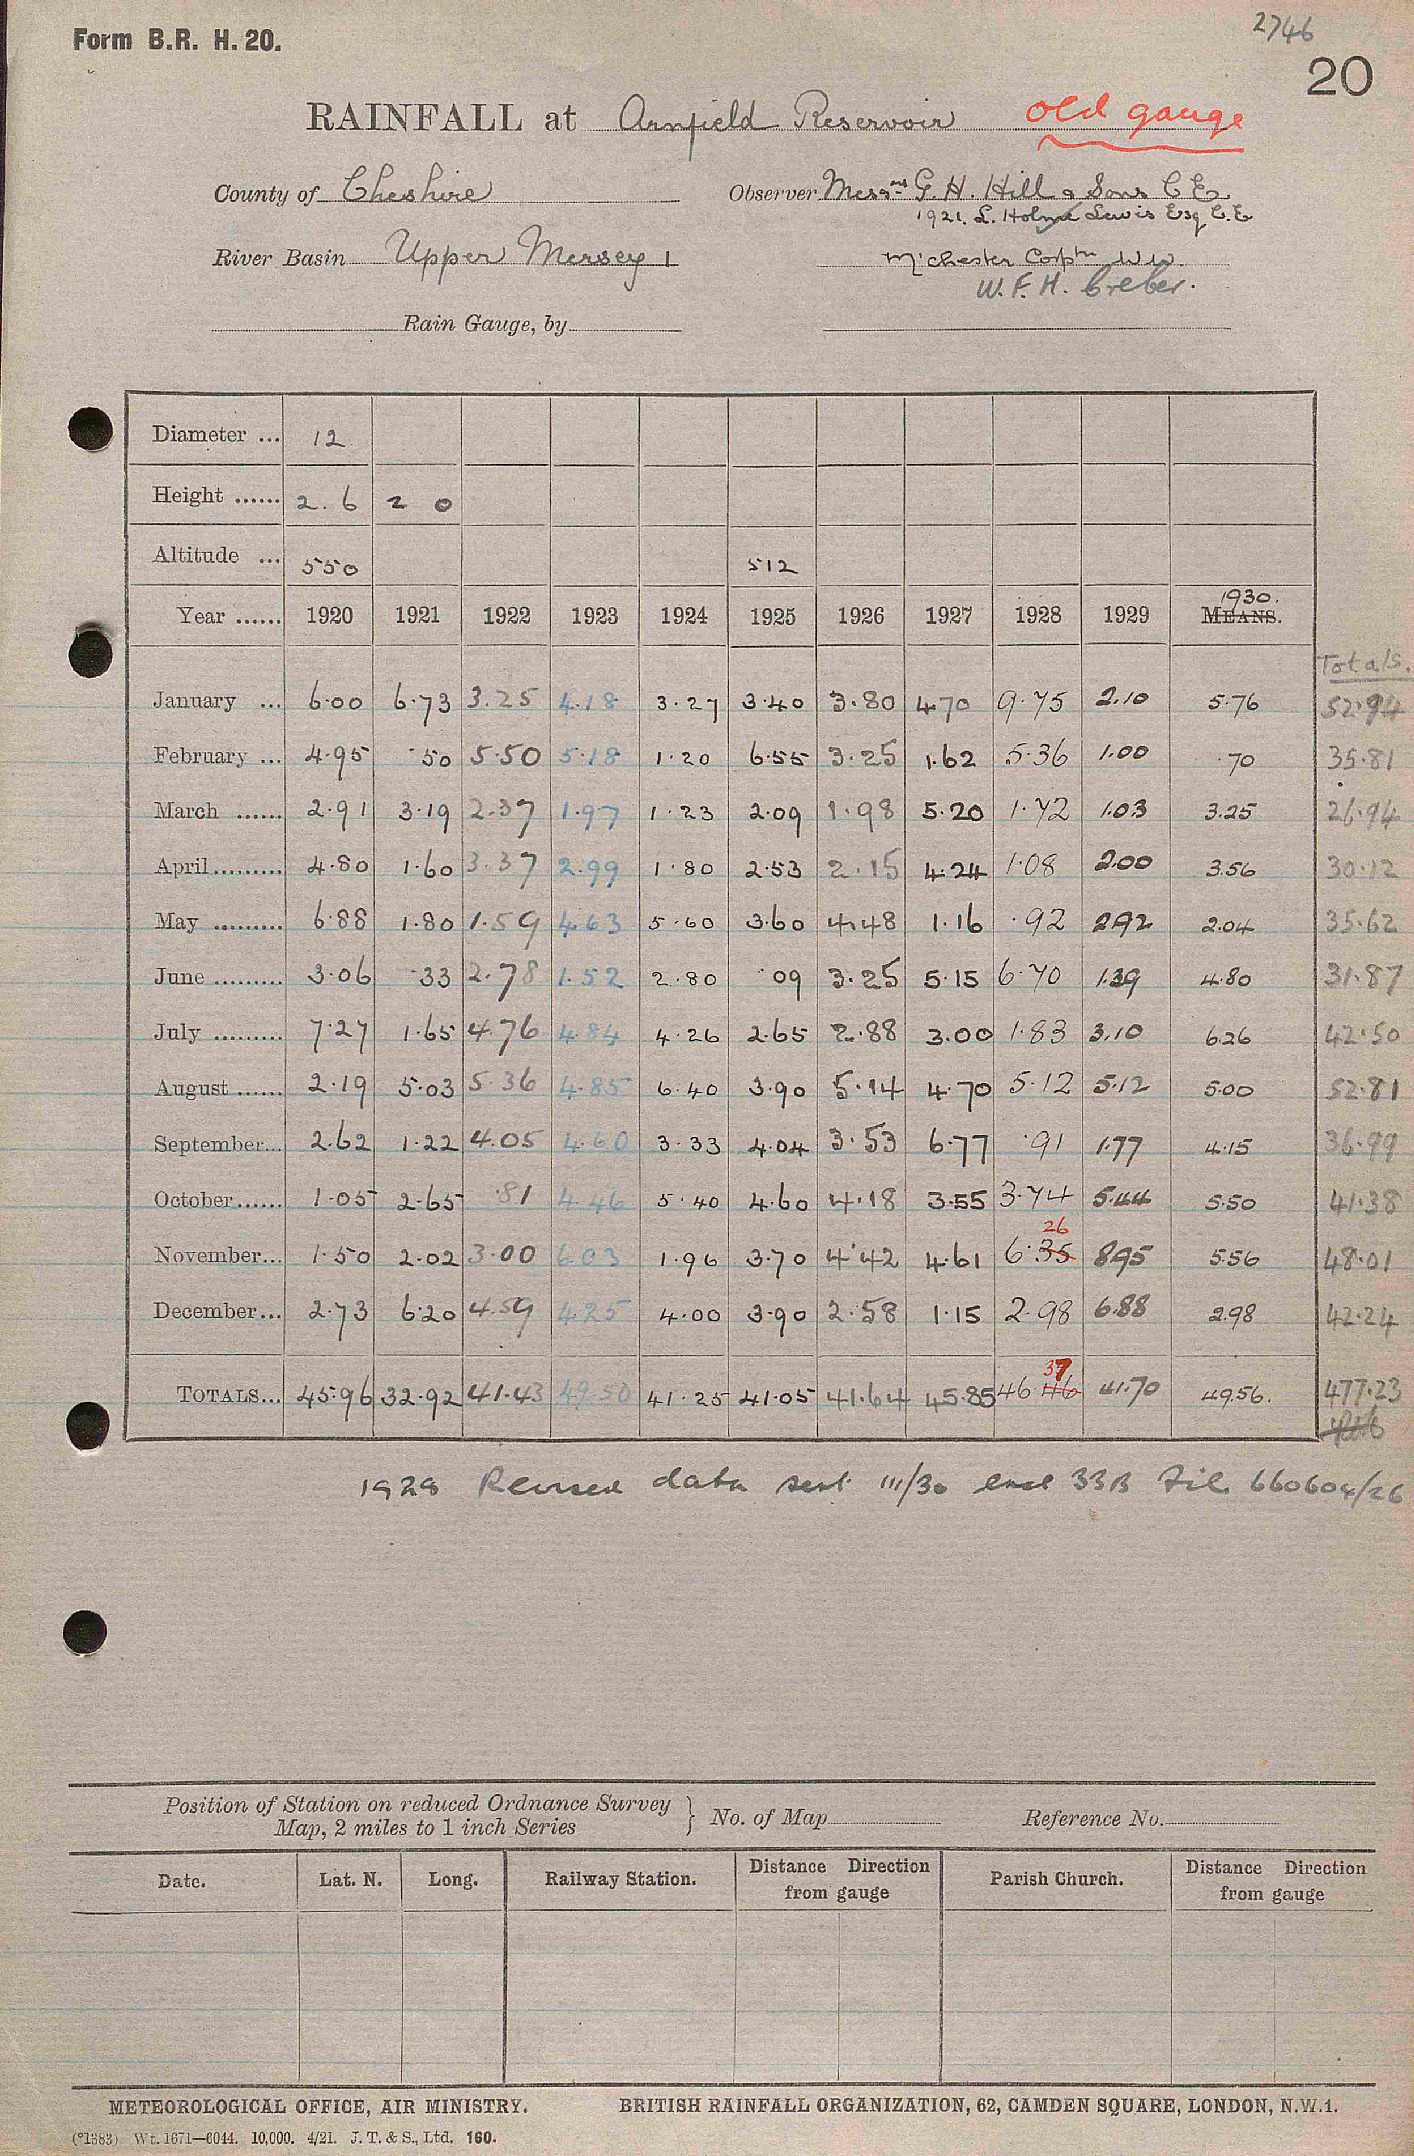 Form B.R. H. 20.
2746
20
RAINFALL at Arnfield Reservoir old gauge
County of Cheshire Observer Messrs G. H. Hill & Sons C E.
1921. L. Holme Lewis Esq C.E
River Basin Upper Mersey 1 M'chester Corptn W W.
W. F. H. Creber.
Rain Gauge, by
Diameter ... 12
Height ...... 2. 6 2 0
Altitude ... 550 512
1930.
Year ...... 1920 1921 1922 1923 1924 1925 1926 1927 1928 1929 MEANS.
Totals.
January ... 6·00 6·73 3.25 4.18 3·27 3·40 3·80 4.70 9·75 2.10 5·76 52·94
February ... 4·95 ·50 5·50 5·18 1·20 6·55 3·25 1·62 5·36 1.00 ·70 35·81
March ...... 2·91 3·19 2·37 1.97 1·23 2·09 1·98 5·20 1·72 1.03 3.25 26·94
April......... 4·80 1·60 3·37 2.99 1·80 2·53 2·15 4·24 1·08 2.00 3.56 30·12
May ......... 6·88 1·80 1·59 4.63 5·60 3·60 4·48 1·16 ·92 2.92 2.04 35·62
June ......... 3·06 ·33 2·78 1.52 2·80 ·09 3·25 5·15 6·70 1.39 4.80 31·87
July ......... 7·27 1·65 4·76 4.84 4·26 2·65 2·88 3·00 1·83 3.10 6.26 42·50
August ...... 2·19 5·03 5·36 4.85 6·40 3·90 5·14 4·70 5·12 5.12 5.00 52·81
September... 2·62 1·22 4.05 4.60 3·33 4·04 3·53 6·77 ·91 1.77 4.15 36·99
October...... 1·05 2·65 ·81 4.46 5·40 4·60 4·18 3·55 3·74 5.44 5.50 41·38
26
November... 1·50 2·02 3·00 6.03 1·96 3·70 4·42 4·61 6·35 8.95 5.56 48·01
December... 2·73 6·20 4.59 4.25 4·00 3·90 2·58 1·15 2·98 6.88 2.98 42·24
37
TOTALS... 45·96 32·92 41·43 49·50 41·25 41·05 41·64 45·85 46·46 41.70 49.56. 477·23
1928 Revised data sent 111/30 encl 33B File 660604/26
Position of Station on reduced Ordnance Survey
Map, 2 miles to 1 inch Series } No. of Map Reference No.
Date. Lat. N. Long. Railway Station. Distance Direction from gauge Parish Church. Distance Direction from gauge
METEOROLOGICAL OFFICE, AIR MINISTRY. BRITISH RAINFALL ORGANIZATION, 62, CAMDEN SQUARE, LONDON, N.W.1.
(*1383) Wt. 1671—6044. 10,000. 4/21. J. T. & S., Ltd. 160.